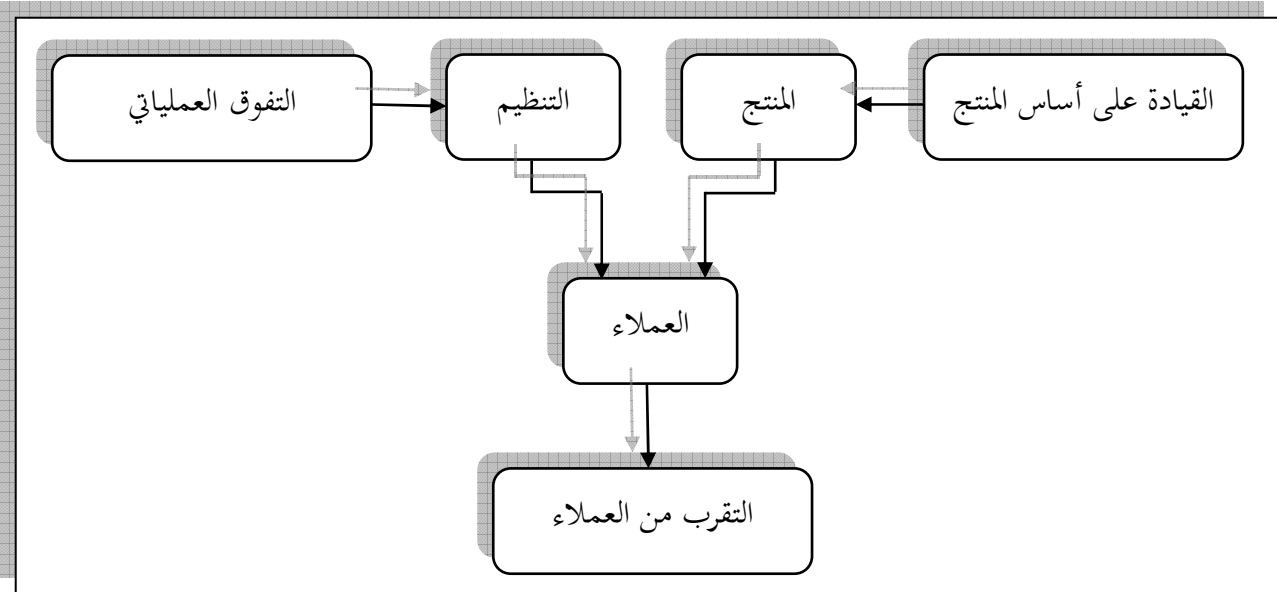 القيادة على أساس المنتج
المنتج
التنظيم
التفوق العملياتي
العملاء
التقرب من العملاء